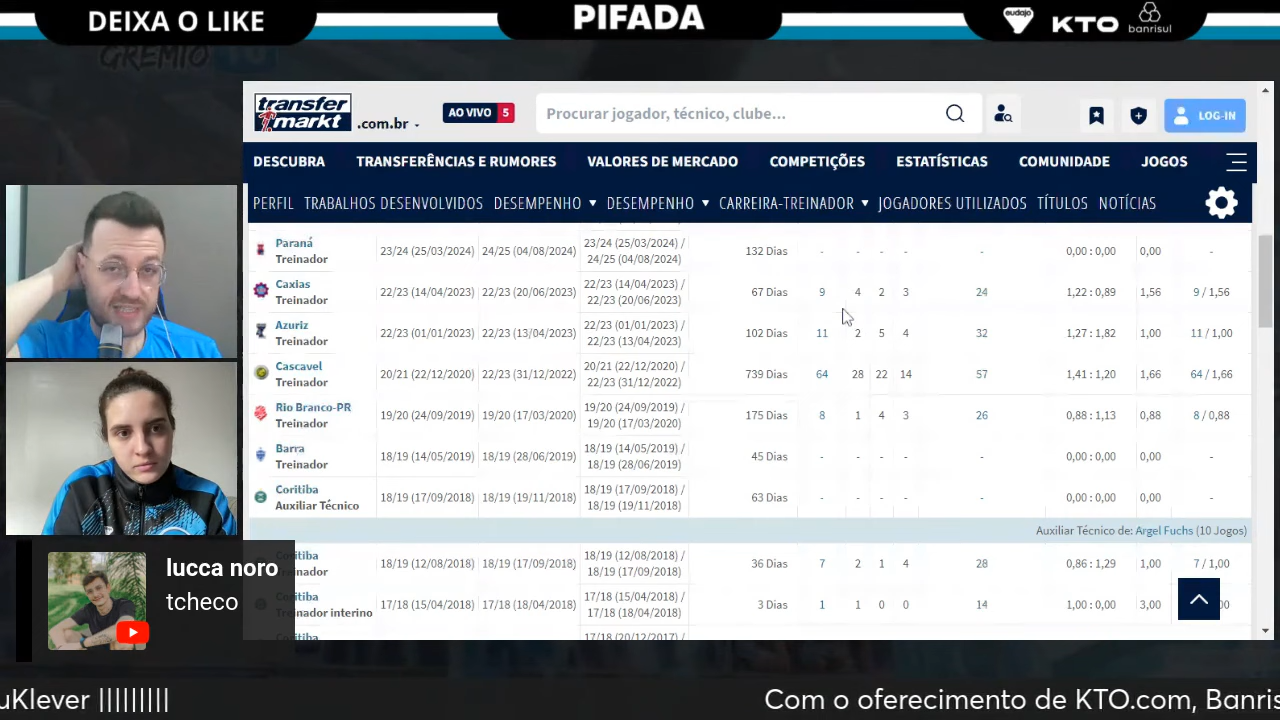 DEIXA O LIKE
PIFADA
eudajo
KTO
banrisul
GREMIO
transfer
markt
.com.br
AO VIVO 5
Procurar jogador, técnico, clube...
LOG-IN
DESCUBRA TRANSFERÊNCIAS E RUMORES VALORES DE MERCADO COMPETIÇÕES ESTATÍSTICAS COMUNIDADE JOGOS
PERFIL TRABALHOS DESENVOLVIDOS DESEMPENHO DESEMPENHO CARREIRA-TREINADOR JOGADORES UTILIZADOS TÍTULOS NOTÍCIAS
Paraná
Treinador
23/24 (25/03/2024) 24/25 (04/08/2024)
23/24 (25/03/2024) /
24/25 (04/08/2024)
132 Dias - - - - - 0,00 : 0,00 0,00 -
Caxias
Treinador
22/23 (14/04/2023) 22/23 (20/06/2023)
22/23 (14/04/2023) /
22/23 (20/06/2023)
67 Dias 9 4 2 3 24 1,22 : 0,89 1,56 9 / 1,56
Azuriz
Treinador
22/23 (01/01/2023) 22/23 (13/04/2023)
22/23 (01/01/2023) /
22/23 (13/04/2023)
102 Dias 11 2 5 4 32 1,27 : 1,82 1,00 11 / 1,00
Cascavel
Treinador
20/21 (22/12/2020) 22/23 (31/12/2022)
20/21 (22/12/2020) /
22/23 (31/12/2022)
739 Dias 64 28 22 14 57 1,41 : 1,20 1,66 64 / 1,66
Rio Branco-PR
Treinador
19/20 (24/09/2019) 19/20 (17/03/2020)
19/20 (24/09/2019) /
19/20 (17/03/2020)
175 Dias 8 1 4 3 26 0,88 : 1,13 0,88 8 / 0,88
Barra
Treinador
18/19 (14/05/2019) 18/19 (28/06/2019)
18/19 (14/05/2019) /
18/19 (28/06/2019)
45 Dias - - - - - 0,00 : 0,00 0,00 -
Coritiba
Auxiliar Técnico
18/19 (17/09/2018) 18/19 (19/11/2018)
18/19 (17/09/2018) /
18/19 (19/11/2018)
63 Dias - - - - - 0,00 : 0,00 0,00 -
Auxiliar Técnico de: Argel Fuchs (10 Jogos)
Coritiba
Treinador
18/19 (12/08/2018) 18/19 (17/09/2018)
18/19 (12/08/2018) /
18/19 (17/09/2018)
36 Dias 7 2 1 4 28 0,86 : 1,29 1,00 7 / 1,00
Coritiba
Treinador interino
17/18 (15/04/2018) 17/18 (18/04/2018)
17/18 (15/04/2018) /
17/18 (18/04/2018)
3 Dias 1 1 0 0 14 1,00 : 0,00 3,00 00
Coritiba
17/18 (20/12/2017) /
lucca noro
tcheco
uKlever ||||||||| Com o oferecimento de KTO.com, Banris